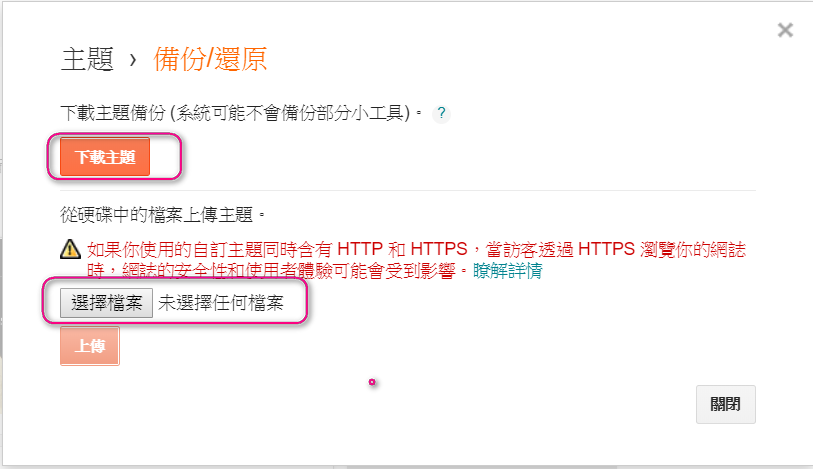 主題 › 備份/還原
下載主題備份 (系統可能不會備份部分小工具)。 ?
下載主題
從硬碟中的檔案上傳主題。
如果你使用的自訂主題同時含有 HTTP 和 HTTPS，當訪客透過 HTTPS 瀏覽你的網誌
時，網誌的安全性和使用者體驗可能會受到影響。瞭解詳情
選擇檔案 未選擇任何檔案
上傳
關閉